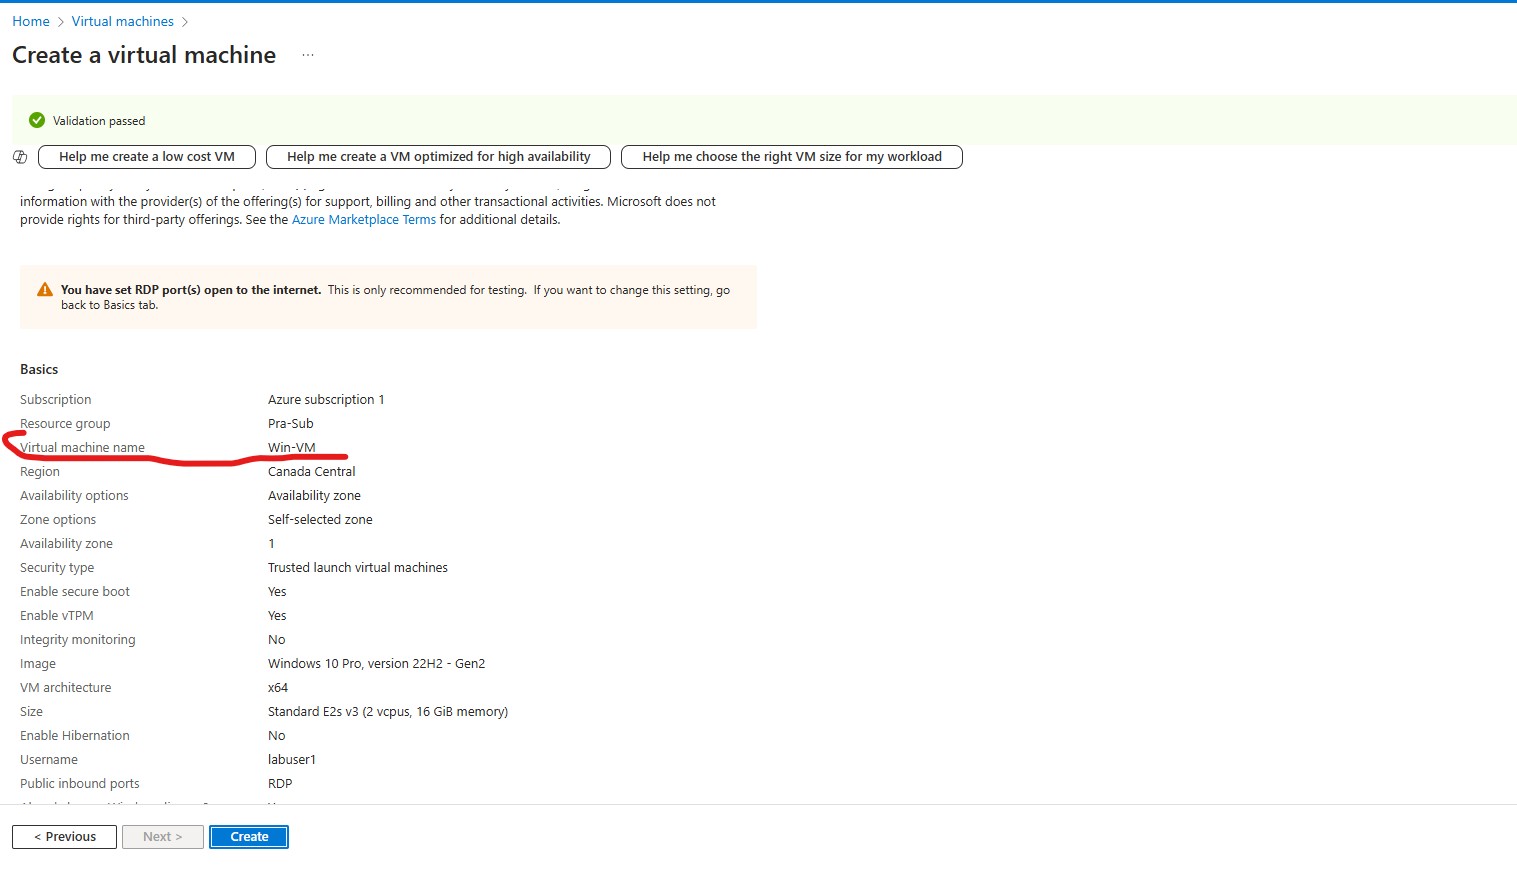 Home > Virtual machines >
Create a virtual machine ...
Validation passed
Help me create a low cost VM Help me create a VM optimized for high availability Help me choose the right VM size for my workload
information with the provider(s) of the offering(s) for support, billing and other transactional activities. Microsoft does not
provide rights for third-party offerings. See the Azure Marketplace Terms for additional details.
You have set RDP port(s) open to the internet. This is only recommended for testing. If you want to change this setting, go
back to Basics tab.
Basics
Subscription Azure subscription 1
Resource group Pra-Sub
Virtual machine name Win-VM
Region Canada Central
Availability options Availability zone
Zone options Self-selected zone
Availability zone 1
Security type Trusted launch virtual machines
Enable secure boot Yes
Enable vTPM Yes
Integrity monitoring No
Image Windows 10 Pro, version 22H2 - Gen2
VM architecture x64
Size Standard E2s v3 (2 vcpus, 16 GiB memory)
Enable Hibernation No
Username labuser1
Public inbound ports RDP
< Previous Next > Create